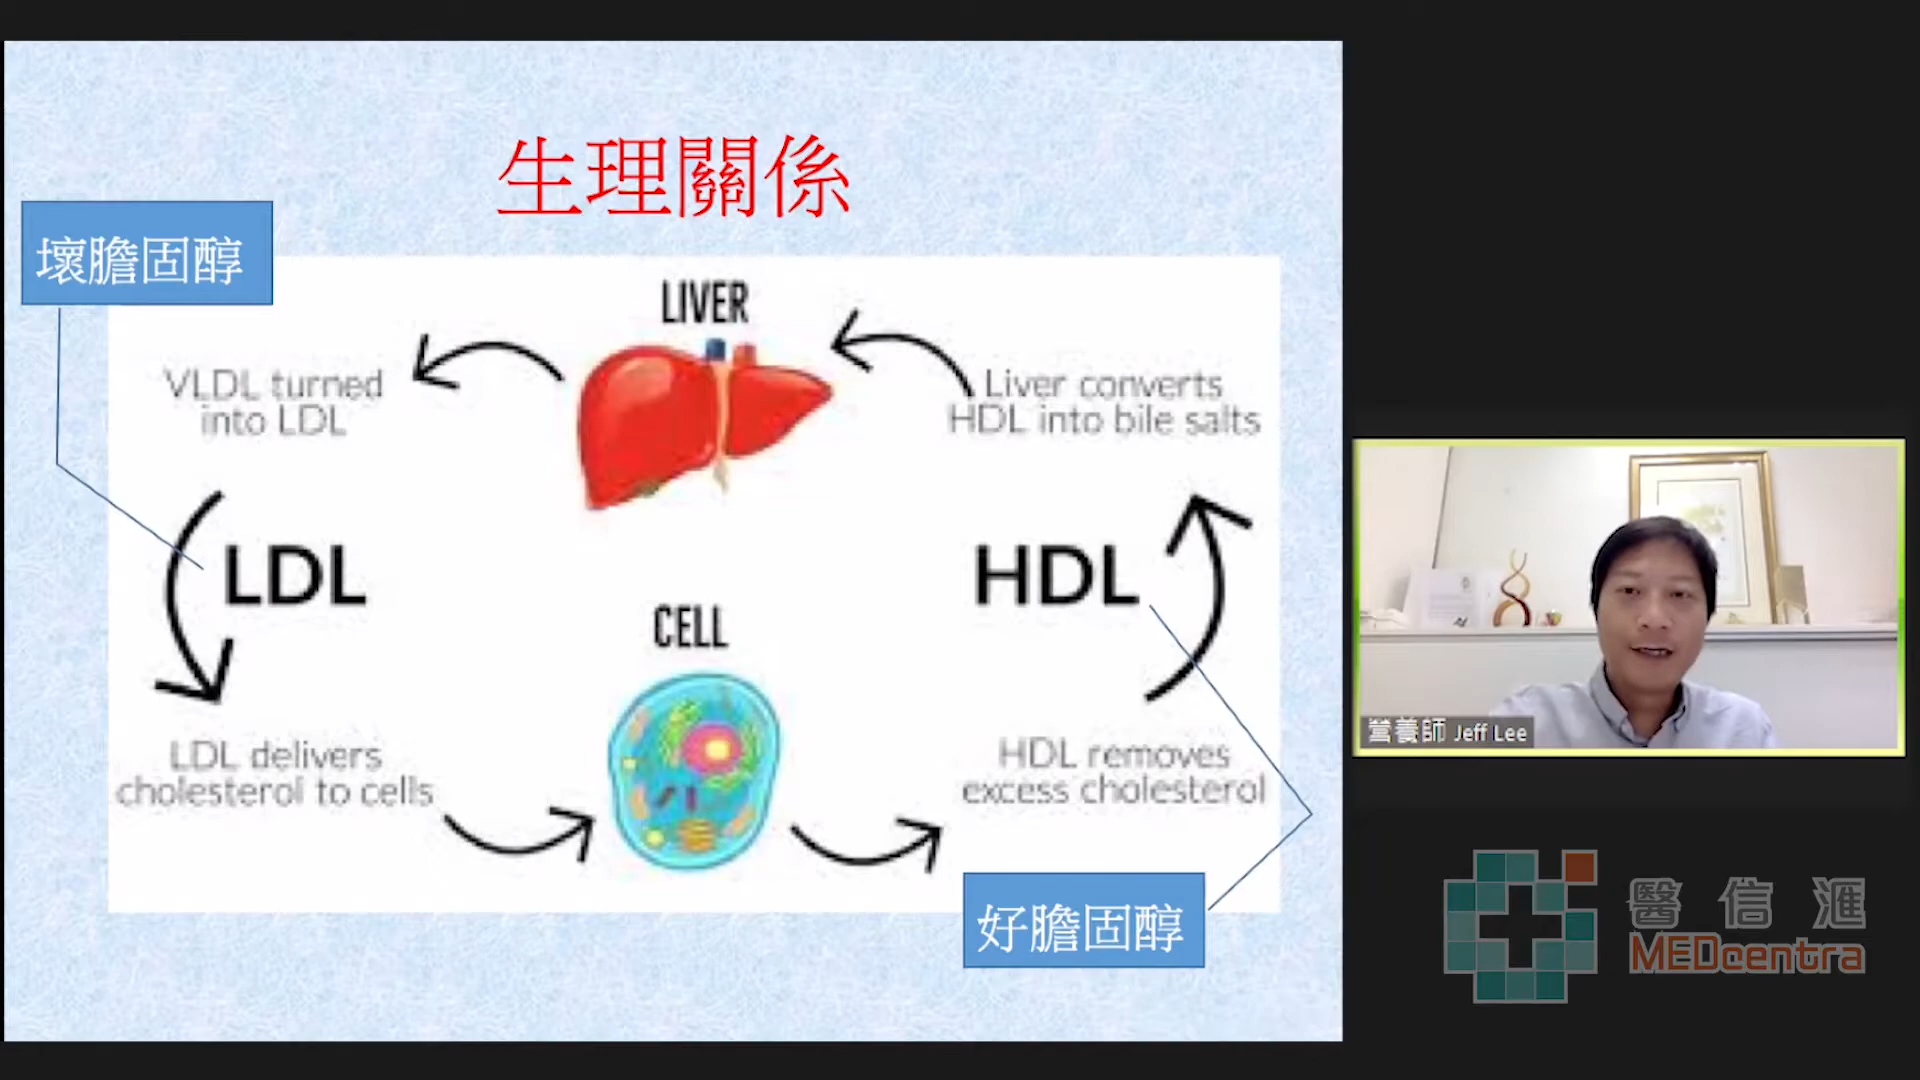 生理關係
壞膽固醇
LIVER
VLDL turned
into LDL
Liver converts
HDL into bile salts
LDL
HDL
CELL
LDL delivers
cholesterol to cells
HDL removes
excess cholesterol
好膽固醇
營養師 Jeff Lee
醫信滙
MEDcentra